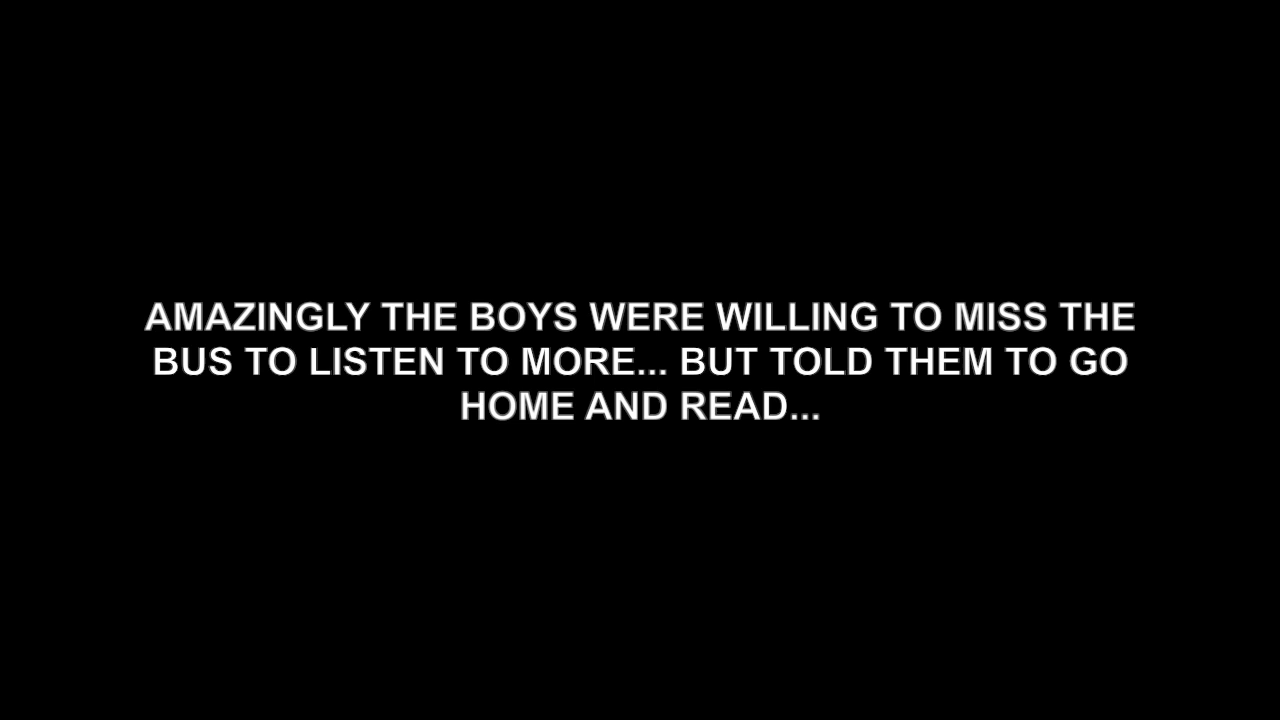 AMAZINGLY THE BOYS WERE WILLING TO MISS THE
BUS TO LISTEN TO MORE... BUT TOLD THEM TO GO
HOME AND READ...